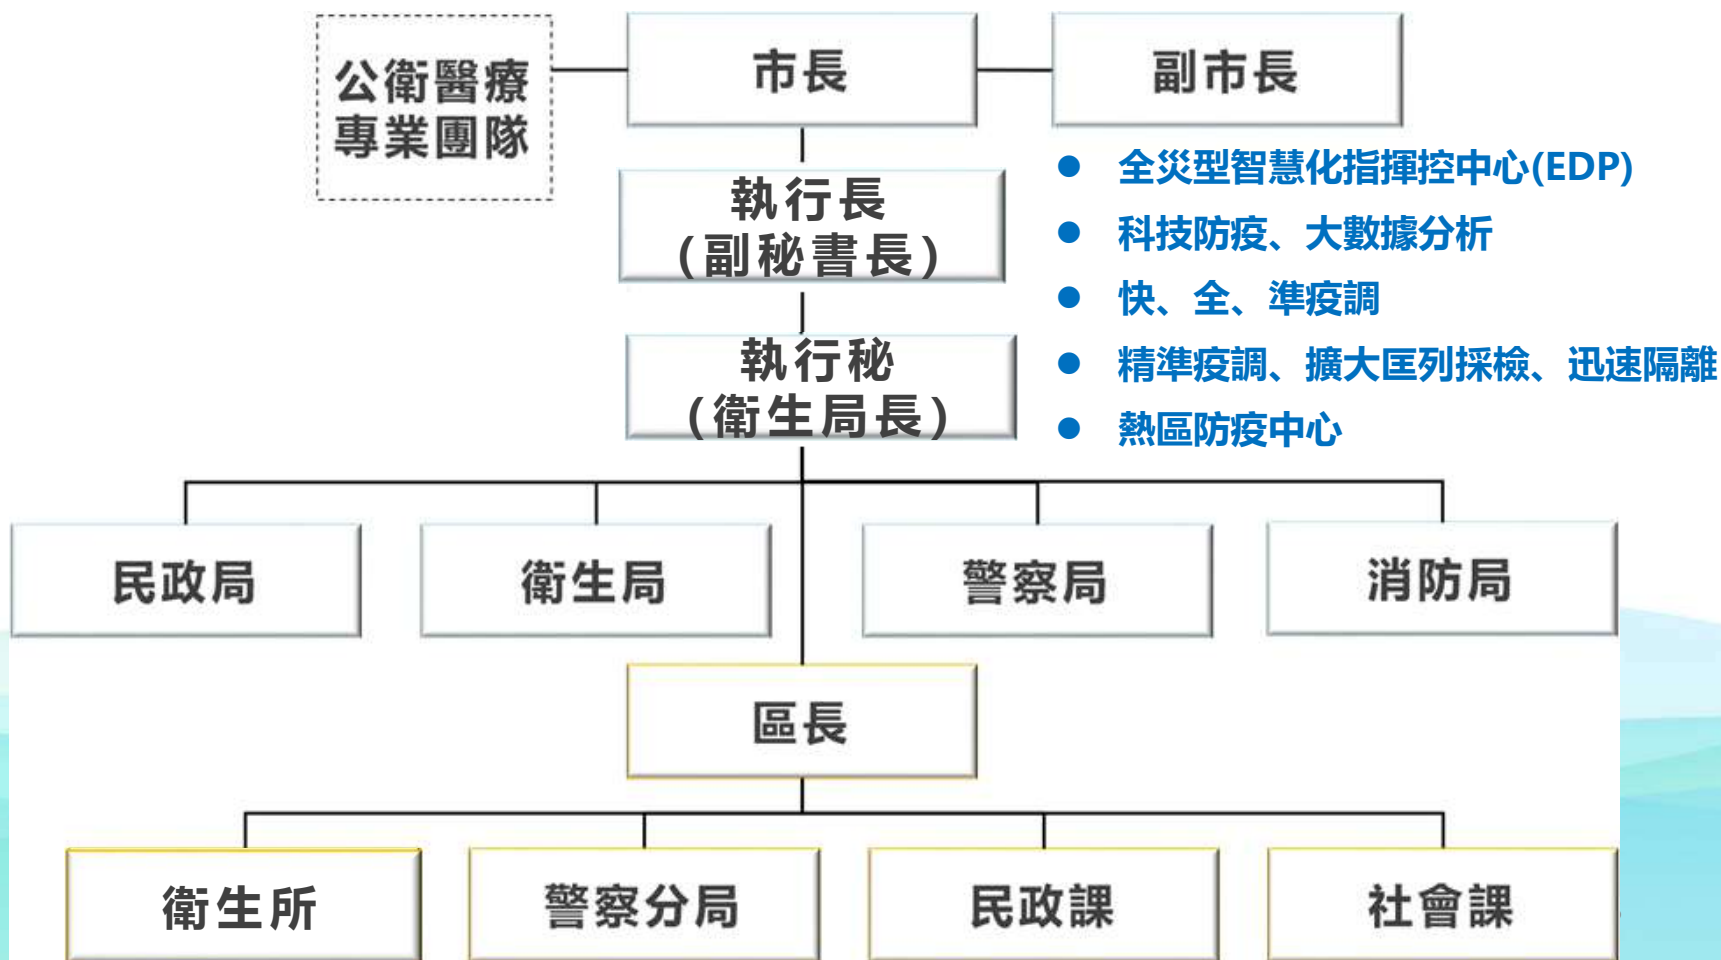 公衛醫療
專業團隊
市長
副市長
執行長
(副秘書長)
執行秘
(衛生局長)
● 全災型智慧化指揮控中心(EDP)
● 科技防疫、大數據分析
● 快、全、準疫調
● 精準疫調、擴大匡列採檢、迅速隔離
● 熱區防疫中心
民政局
衛生局
警察局
消防局
區長
衛生所
警察分局
民政課
社會課